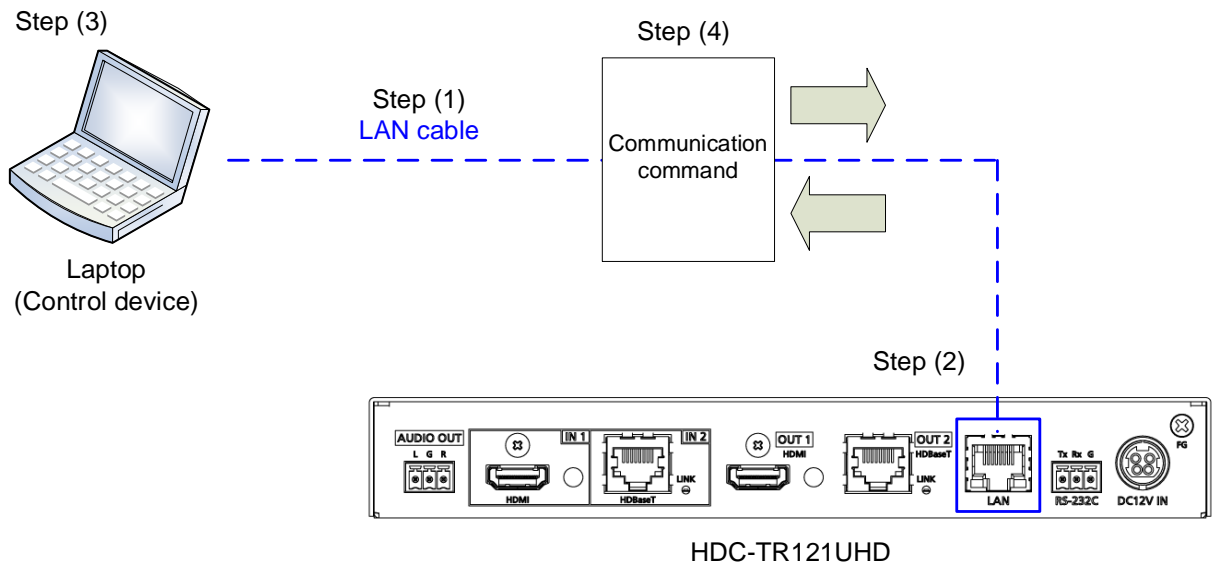 Step (3)
Step (4)
Step (1)
LAN cable
Communication
command
Laptop
(Control device)
Step (2)
AUDIO OUT
L G R
IN 1
HDMI
IN 2
LINK
HDBaseT
OUT 1
HDMI
OUT 2
HDBaseT
LINK
LAN
Tx Rx G
RS-232C
DC12V IN
FG
HDC-TR121UHD